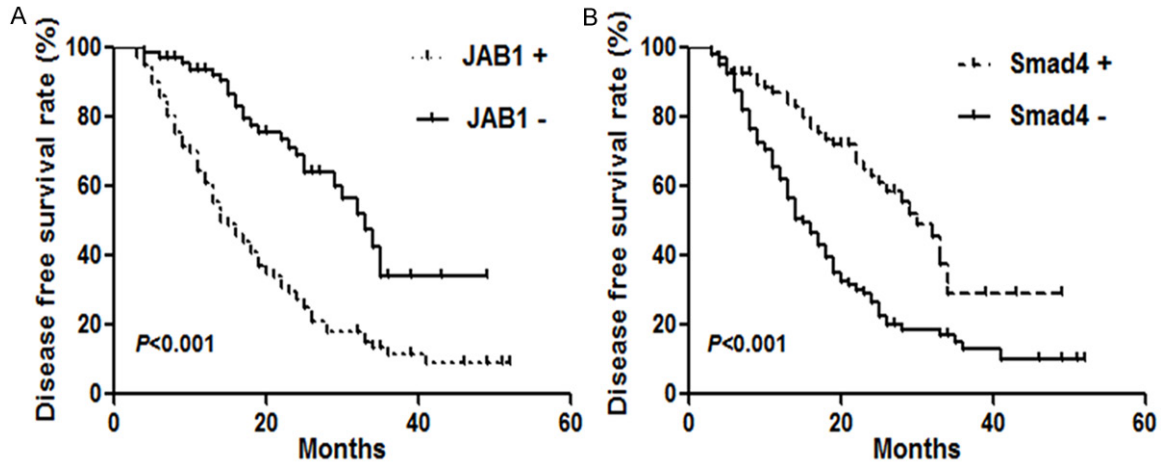 A
Disease free survival rate (%)
100
80
60
40
20
0
JAB1 +
JAB1 -
P<0.001
0 20 40 60
Months
B
Disease free survival rate (%)
100
80
60
40
20
0
Smad4 +
Smad4 -
P<0.001
0 20 40 60
Months